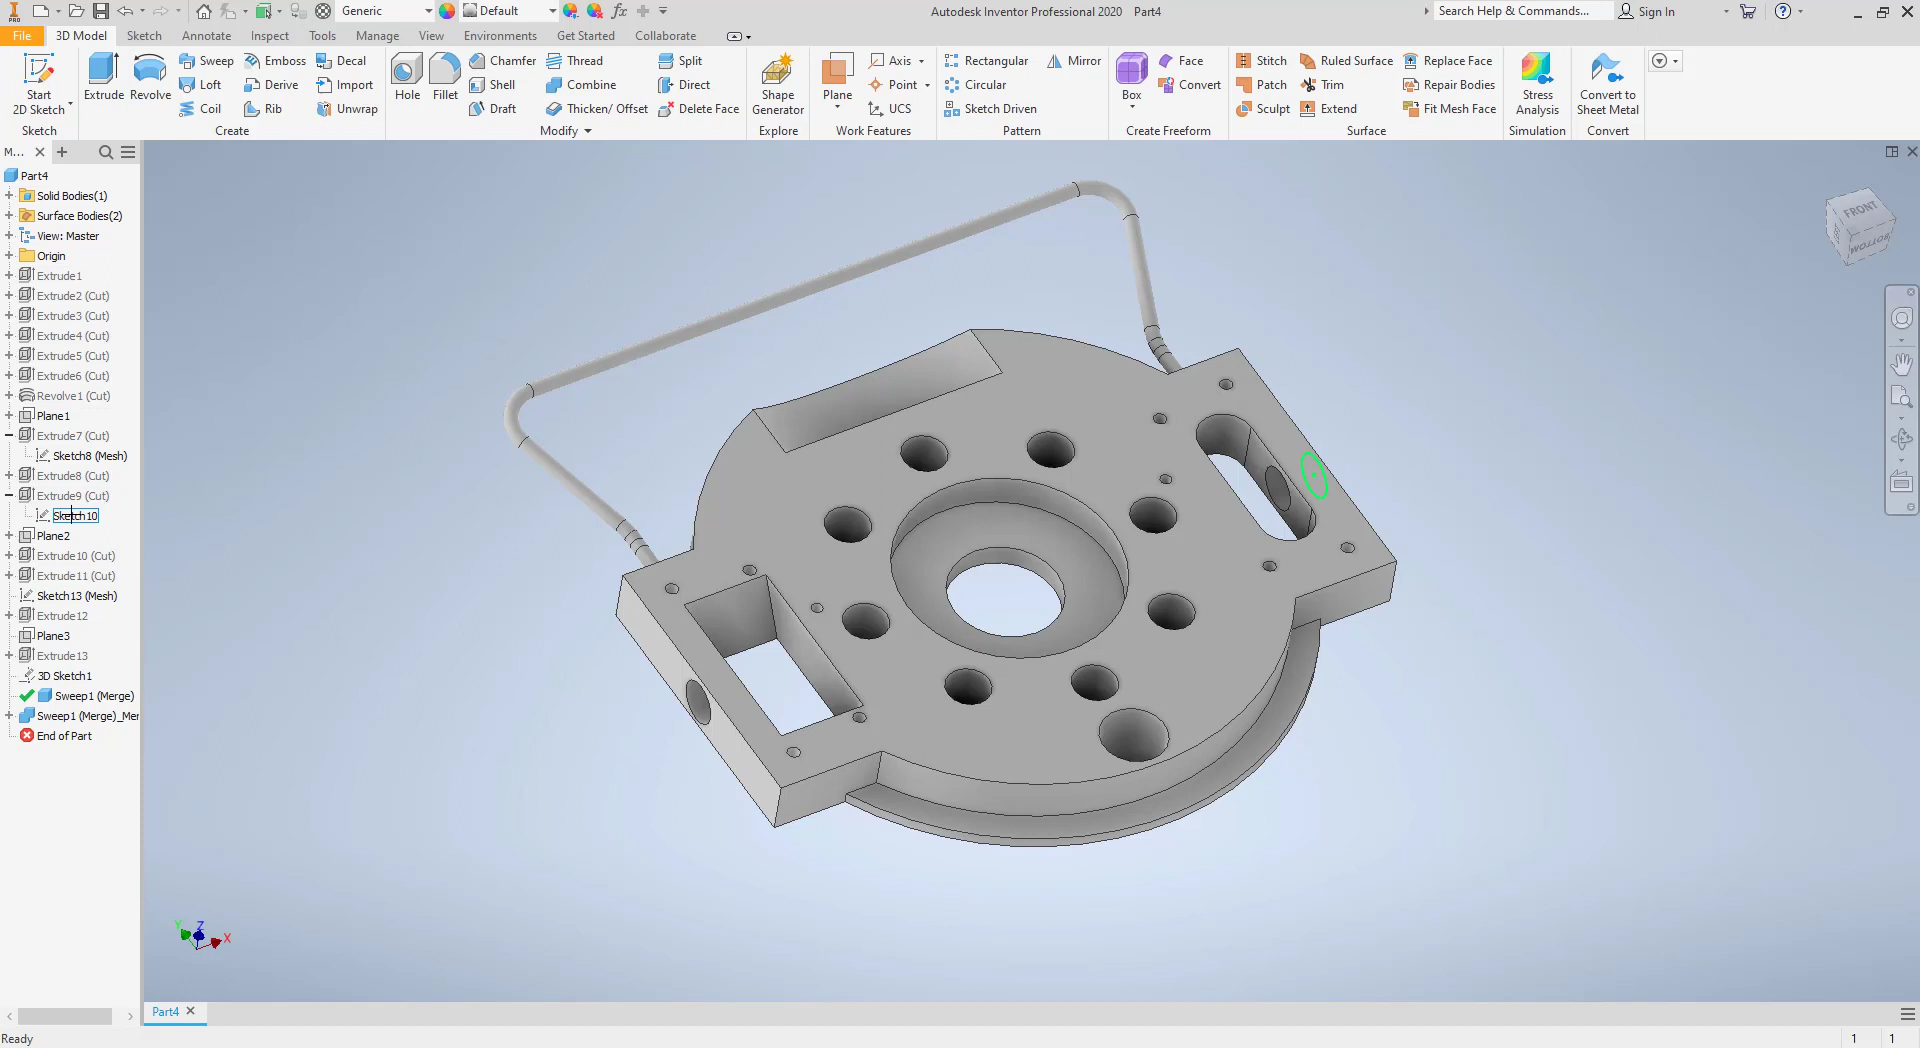 PRO Generic Default fx Autodesk Inventor Professional 2020 Part4 Search Help & Commands... Sign In
File 3D Model Sketch Annotate Inspect Tools Manage View Environments Get Started Collaborate
Start 2D Sketch
Extrude
Revolve
Sweep Emboss Decal
Loft Derive Import
Coil Rib Unwrap
Hole
Fillet
Chamfer Thread Split
Shell Combine Direct
Draft Thicken/ Offset Delete Face
Shape Generator
Plane
Axis
Point
UCS
Rectangular Mirror
Circular
Sketch Driven
Box
Face
Convert
Stitch Ruled Surface Replace Face
Patch Trim Repair Bodies
Sculpt Extend Fit Mesh Face
Stress Analysis
Convert to Sheet Metal
Sketch Create Modify Explore Work Features Pattern Create Freeform Surface Simulation Convert
M...
Part4
Solid Bodies(1)
Surface Bodies(2)
View: Master
Origin
Extrude1
Extrude2 (Cut)
Extrude3 (Cut)
Extrude4 (Cut)
Extrude5 (Cut)
Extrude6 (Cut)
Revolve1 (Cut)
Plane1
Extrude7 (Cut)
Sketch8 (Mesh)
Extrude8 (Cut)
Extrude9 (Cut)
Sketch10
Plane2
Extrude10 (Cut)
Extrude11 (Cut)
Sketch13 (Mesh)
Extrude12
Plane3
Extrude13
3D Sketch1
Sweep1 (Merge)
Sweep1 (Merge)_Mer
End of Part
FRONT
BOTTOM
Y Z X
Part4
Ready 1 1